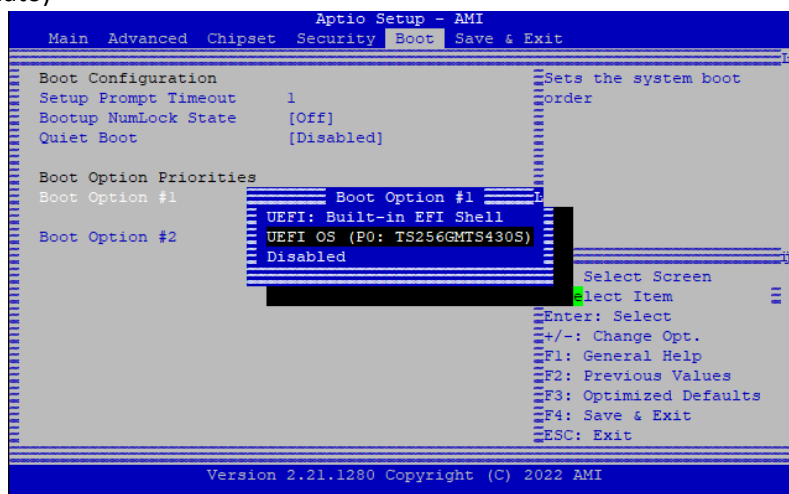 Aptio Setup - AMI
Main Advanced Chipset Security Boot Save & Exit
Boot Configuration
Setup Prompt Timeout 1
Bootup NumLock State [Off]
Quiet Boot [Disabled]
Boot Option Priorities
Boot Option #1
Boot Option #2
Boot Option #1
UEFI: Built-in EFI Shell
UEFI OS (P0: TS256GMTS430S)
Disabled
Sets the system boot
order
Select Screen
elect Item
Enter: Select
+/-: Change Opt.
F1: General Help
F2: Previous Values
F3: Optimized Defaults
F4: Save & Exit
ESC: Exit
Version 2.21.1280 Copyright (C) 2022 AMI